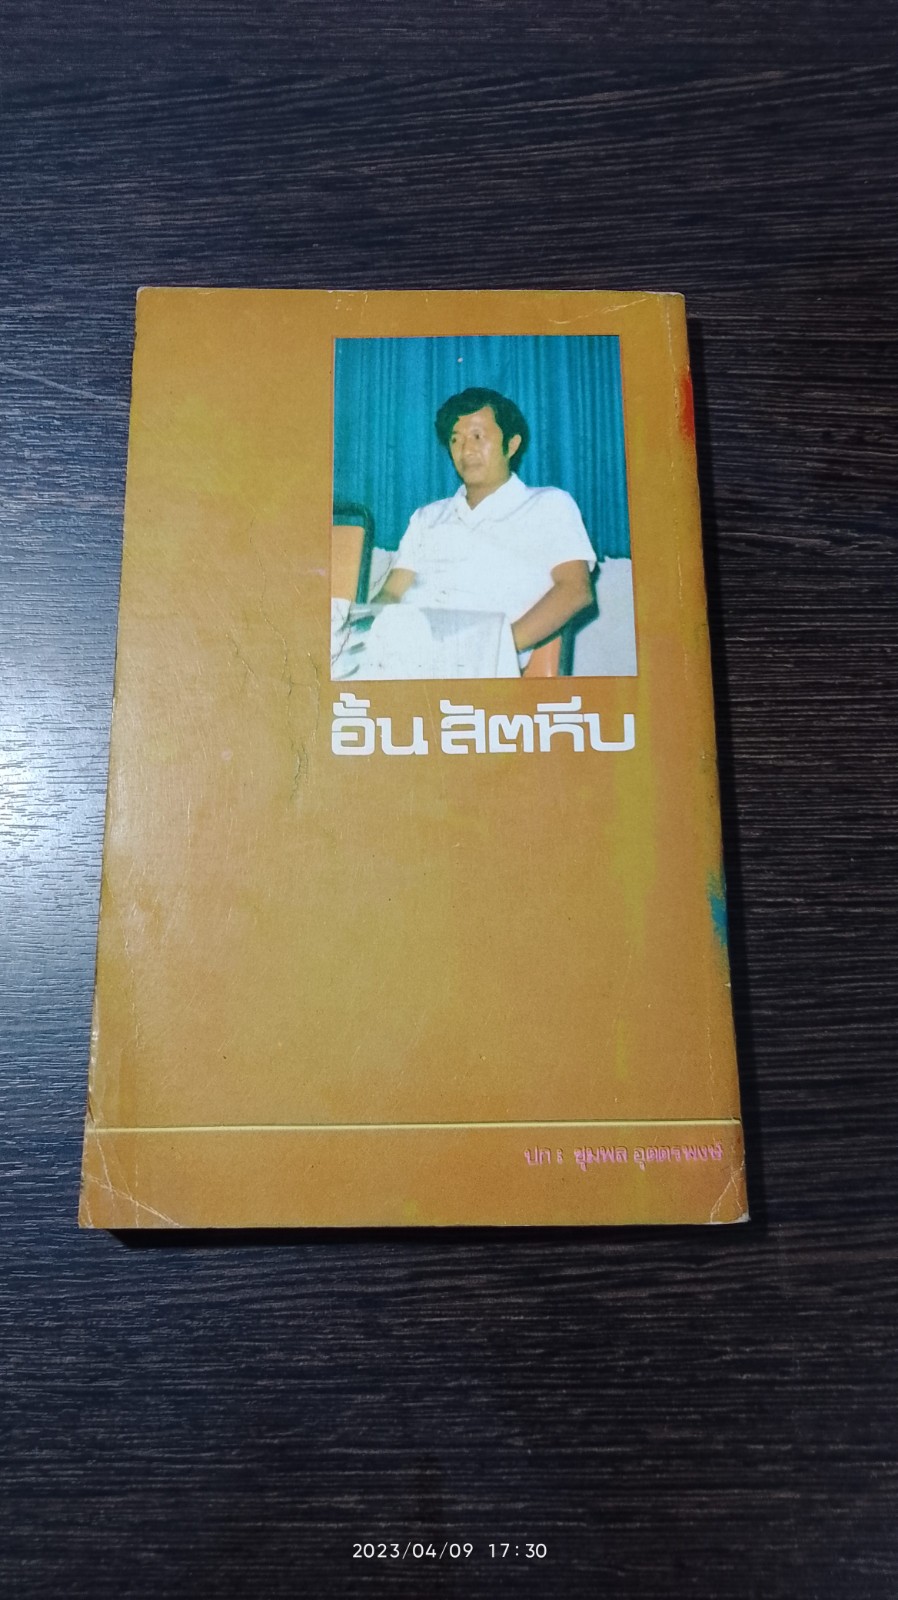 อั้น สัตหีบ
ปก : ชุมพล อุตตรพงษ์
2023/04/09 17:30